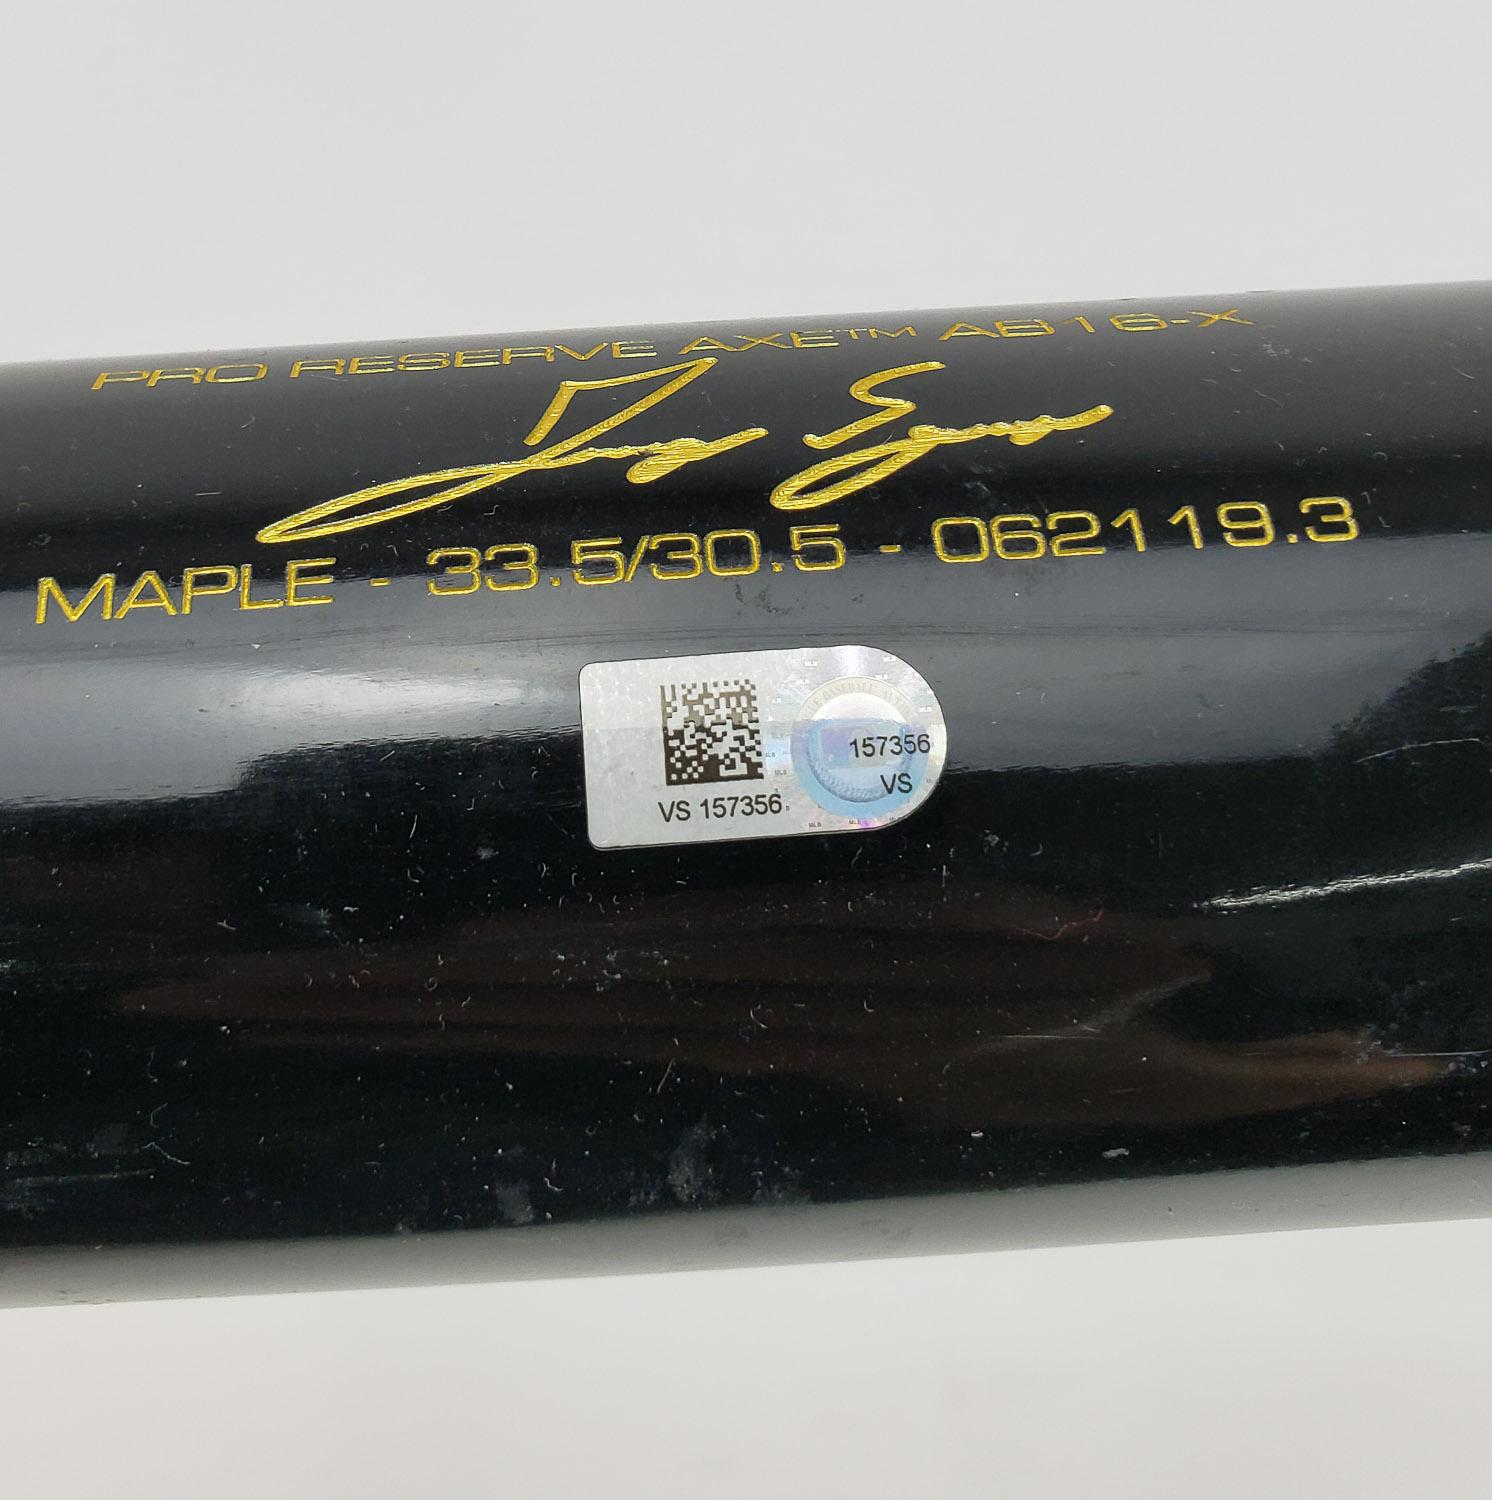 PRO RESERVE AXE™ AB16-X
MAPLE - 33.5/30.5 - 062119.3
VS 157356
157356
VS